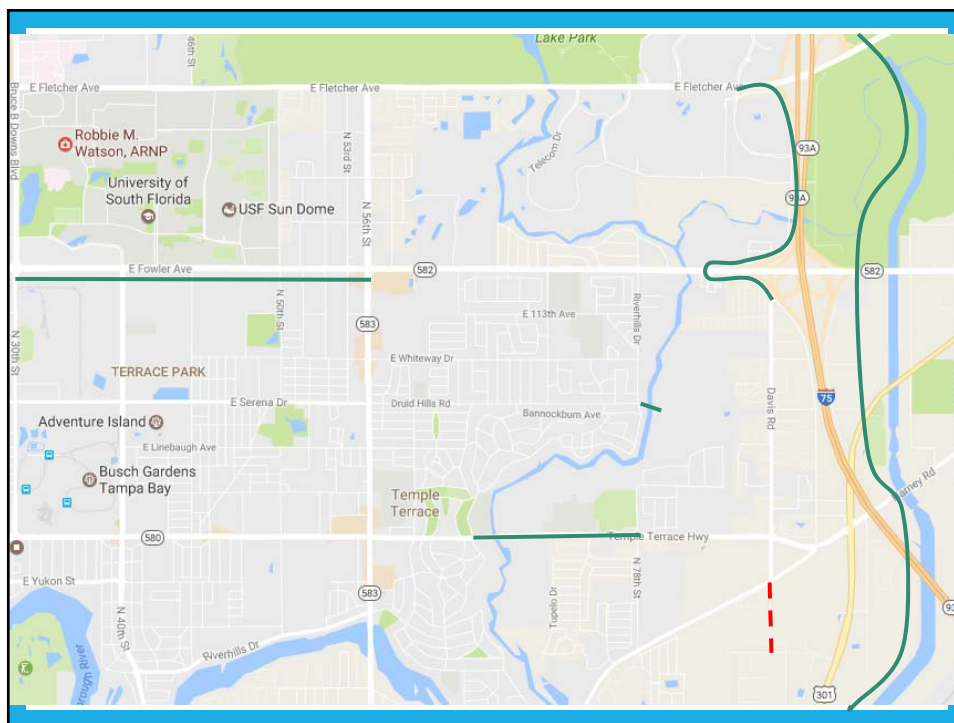 Lake Park
46th St
E Fletcher Ave
E Fletcher Ave
E Fletcher Ave
Bruce B Downs Blvd
Robbie M.
Watson, ARNP
N 53rd St
Telecom Dr
93A
University of
South Florida
USF Sun Dome
N 56th St
93A
E Fowler Ave
582
582
N 30th St
N 50th St
583
E 113th Ave
Riverhills Dr
E Whiteway Dr
TERRACE PARK
75
Davis Rd
E Serena Dr
Druid Hills Rd
Bannockburn Ave
Adventure Island
E Linebaugh Ave
Busch Gardens
Tampa Bay
Temple
Terrace
Harney Rd
580
Temple Terrace Hwy
E Yukon St
N 78th St
583
Tupelo Dr
N 40th St
Riverhills Dr
301